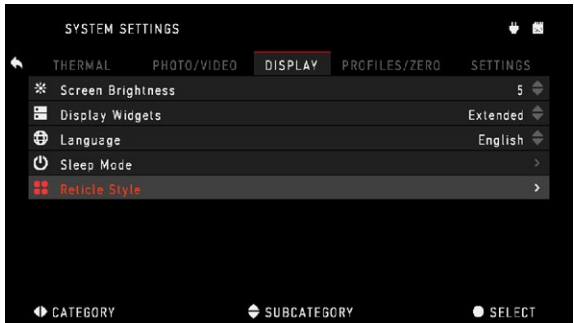 SYSTEM SETTINGS
THERMAL PHOTO/VIDEO DISPLAY PROFILES/ZERO SETTINGS
Screen Brightness 5
Display Widgets Extended
Language English
Sleep Mode
Reticle Style
CATEGORY SUBCATEGORY SELECT